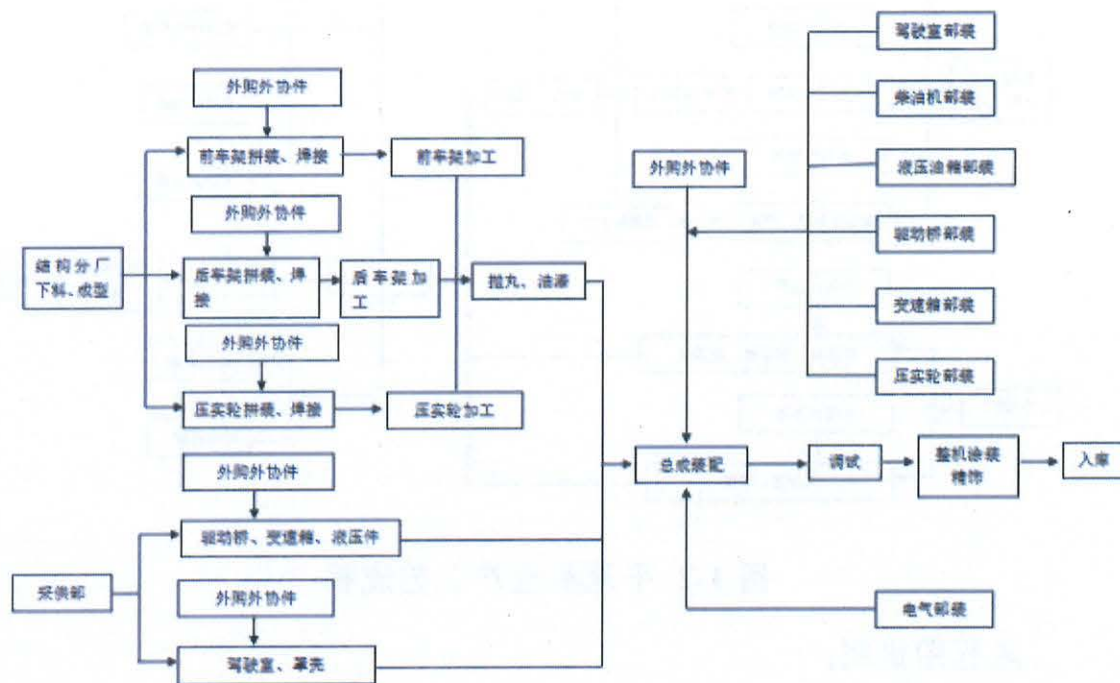 驾驶室部装
外购外协件
柴油机部装
前车架拼装、焊接
前车架加工
外购外协件
液压油箱部装
外购外协件
驱动桥部装
结构分厂
下料、成型
后车架拼装、焊
接
后车架加
工
抛丸、油漆
变速箱部装
外购外协件
压实轮部装
压实轮拼装、焊接
压实轮加工
总成装配
调试
整机涂装
精饰
入库
外购外协件
驱动桥、变速箱、液压件
采供部
外购外协件
电气部装
驾驶室、罩壳